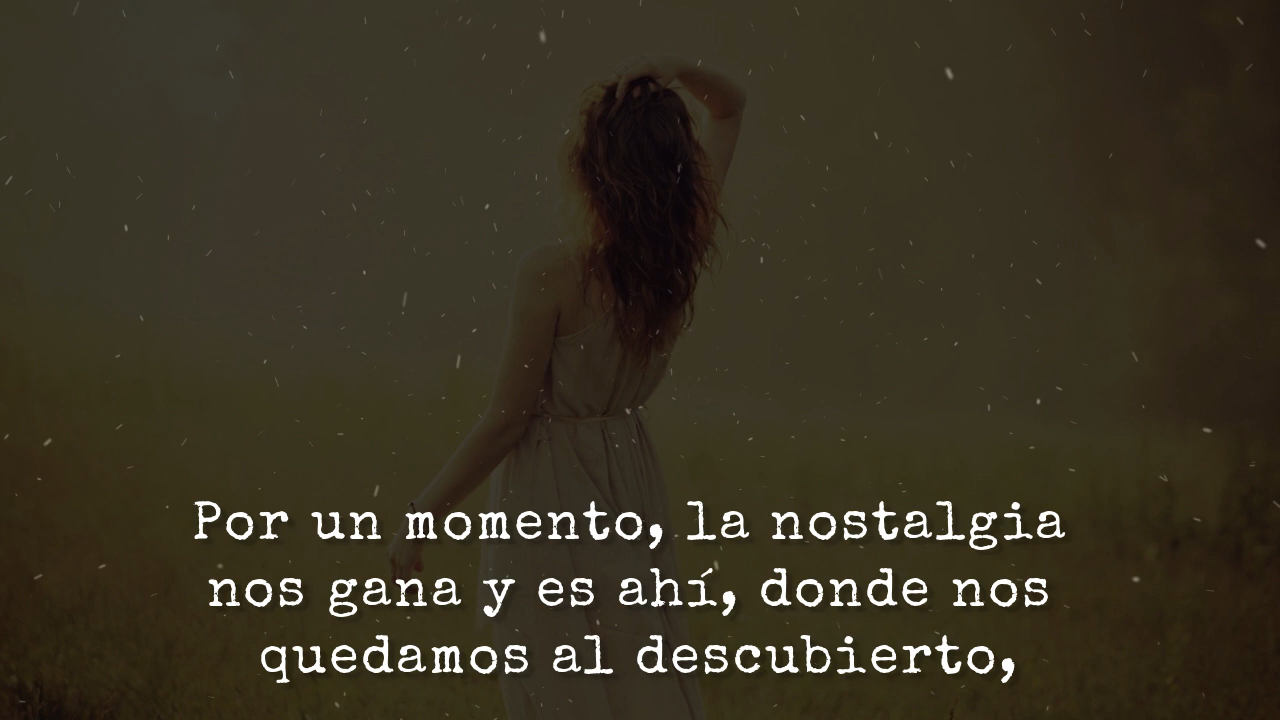 Por un momento, la nostalgia
nos gana y es ahí, donde nos
quedamos al descubierto,